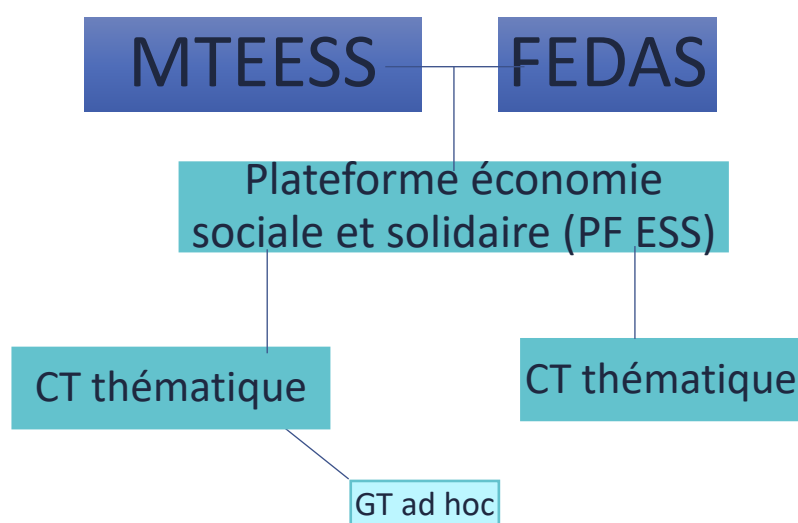 MTEESS
FEDAS
Plateforme économie
sociale et solidaire (PF ESS)
CT thématique
CT thématique
GT ad hoc